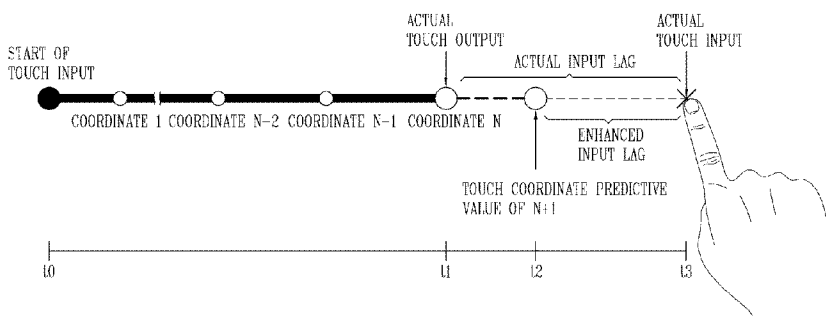 START OF
TOUCH INPUT
ACTUAL
TOUCH OUTPUT
ACTUAL INPUT LAG
ACTUAL
TOUCH INPUT
COORDINATE 1
COORDINATE N-2
COORDINATE N-1
COORDINATE N
ENHANCED
INPUT LAG
TOUCH COORDINATE PREDICTIVE
VALUE OF N+1
t0
t1
t2
t3